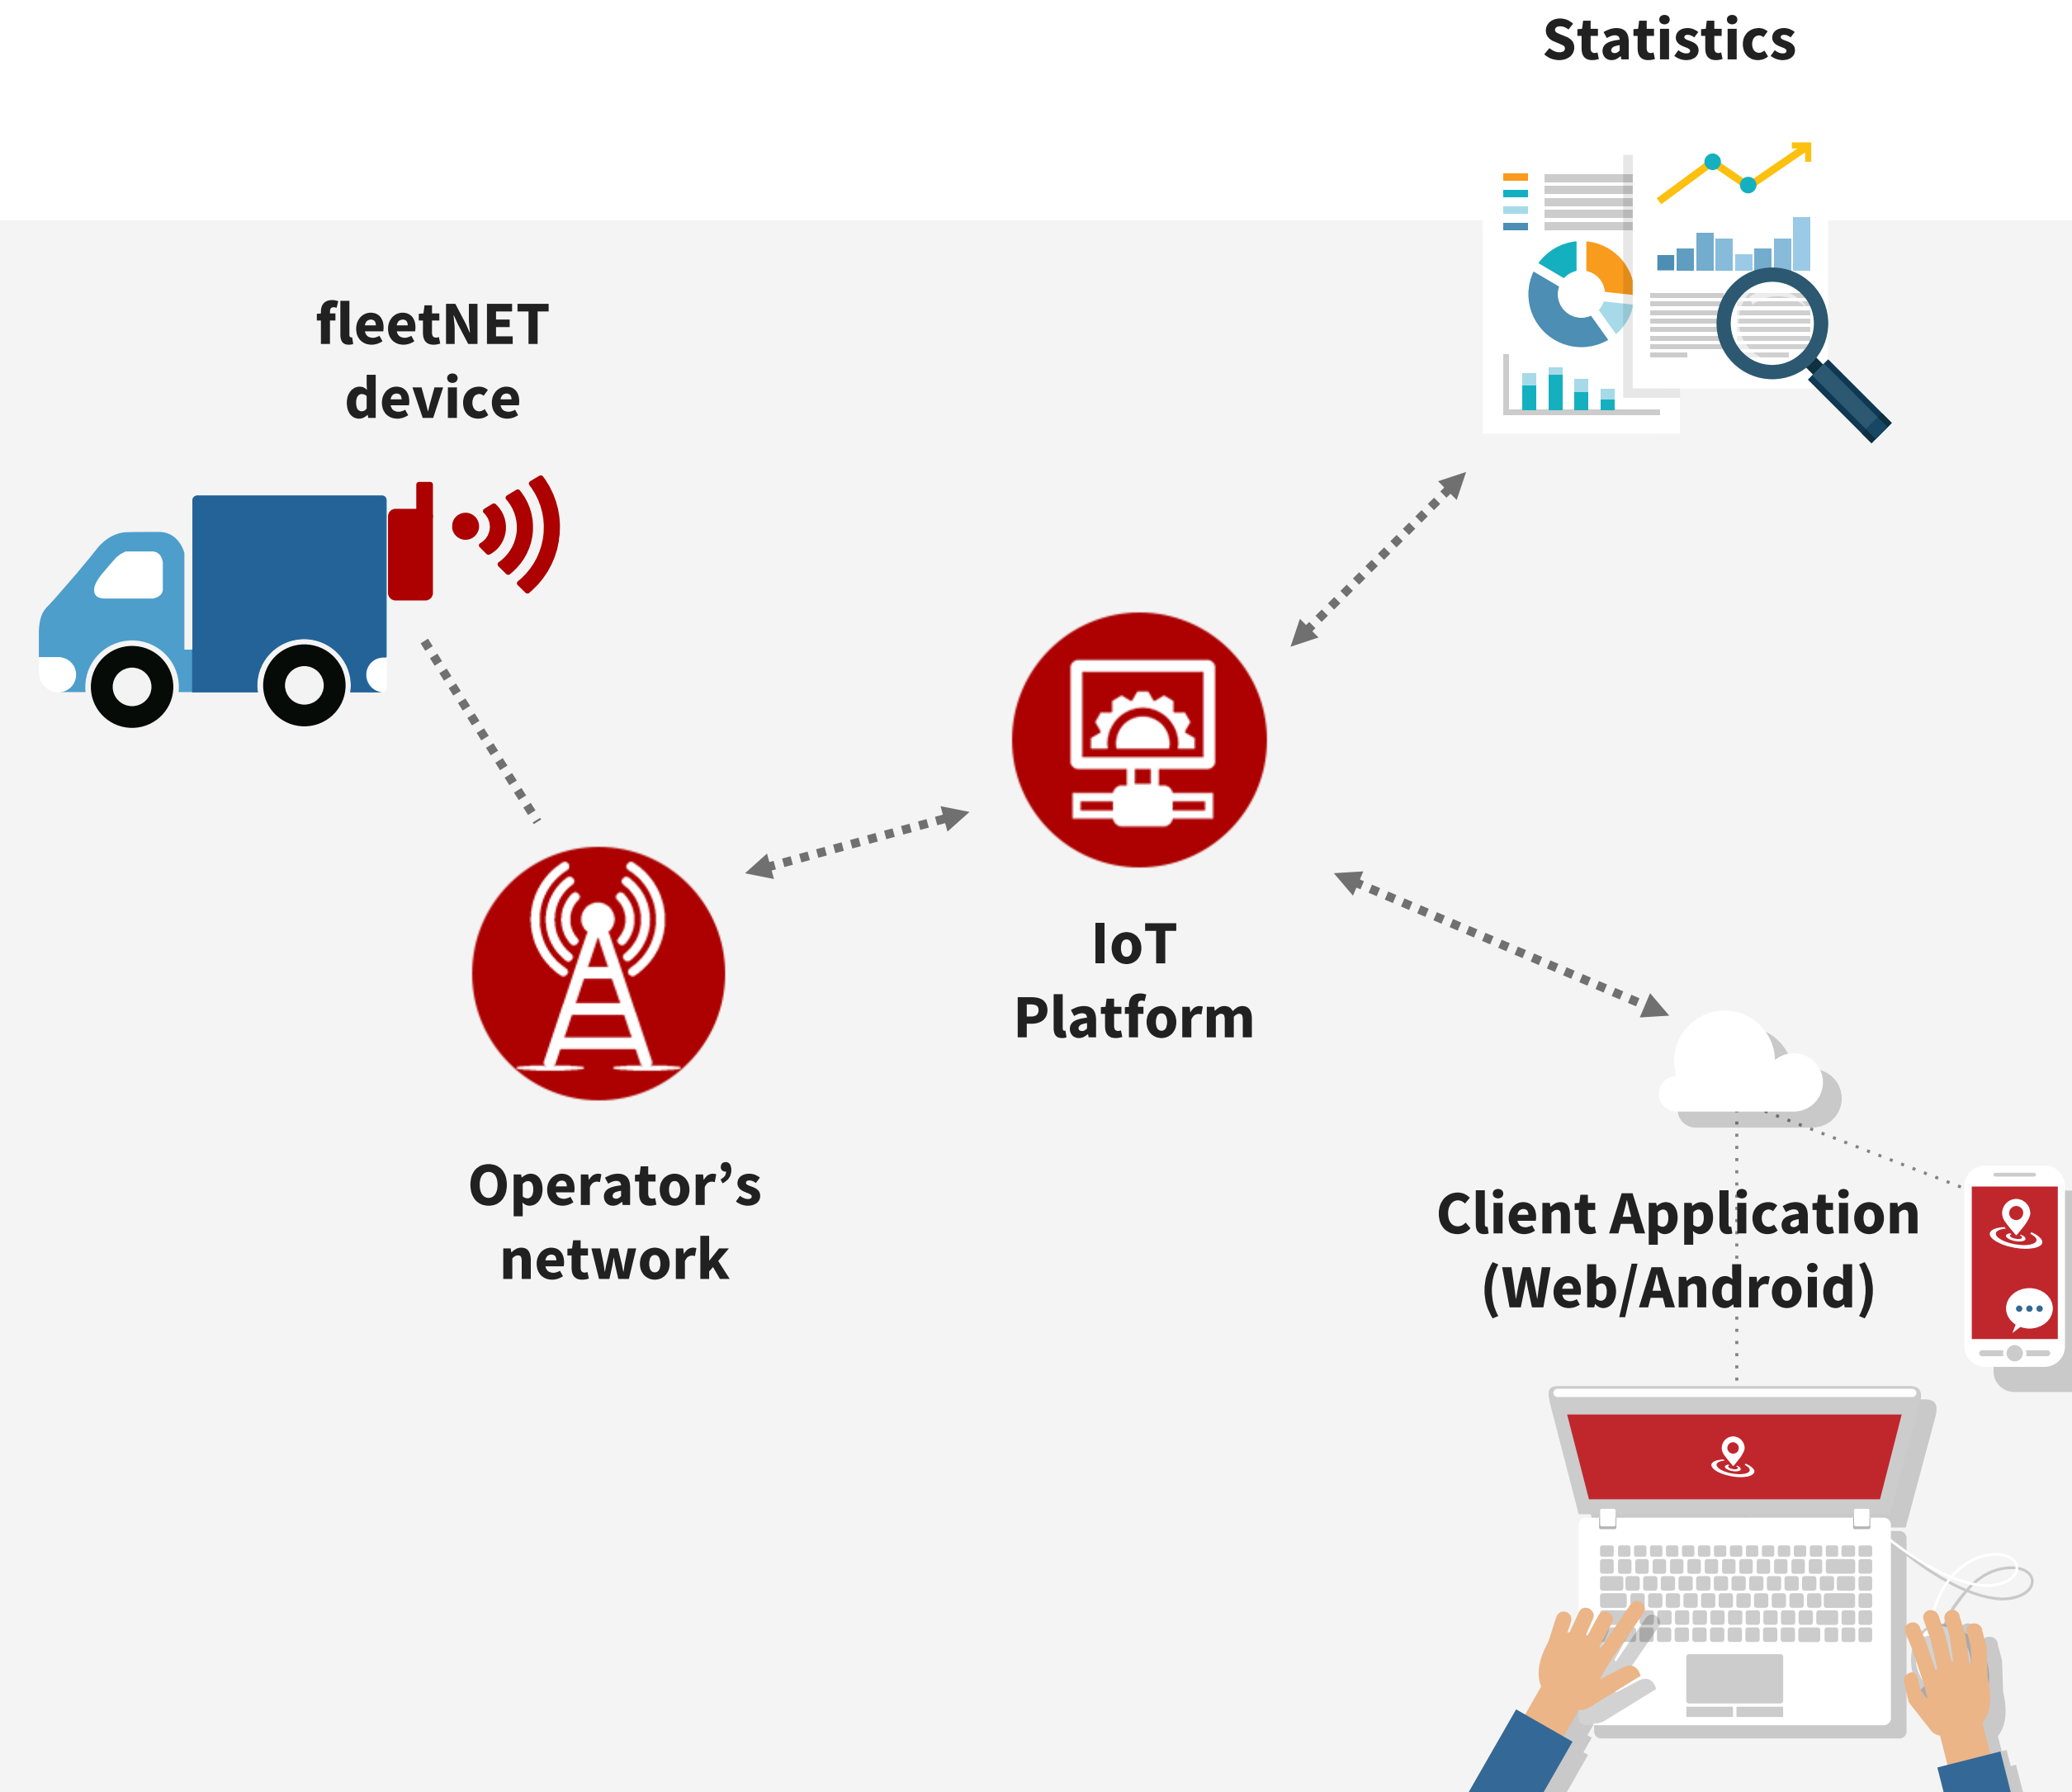 Statistics
fleetNET
device
IoT
Platform
Operator’s
network
Client Application
(Web/Android)